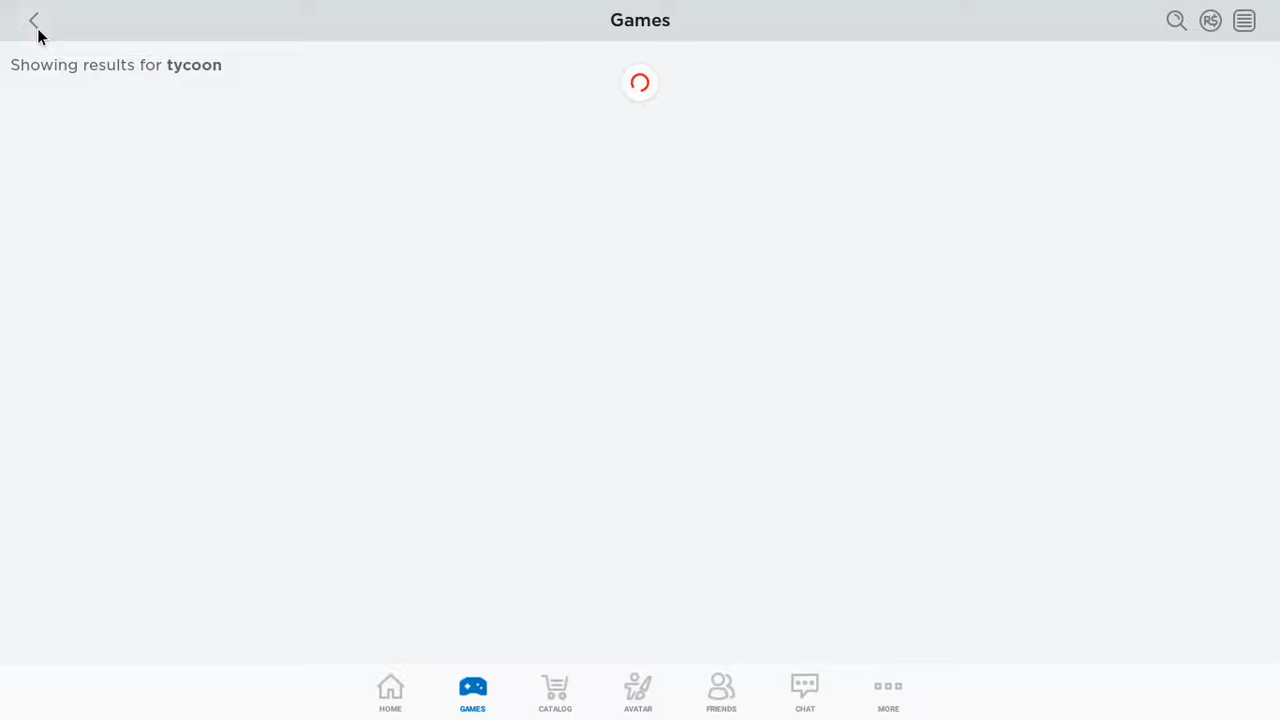 Games
R$
Showing results for tycoon
HOME
GAMES
CATALOG
AVATAR
FRIENDS
CHAT
MORE